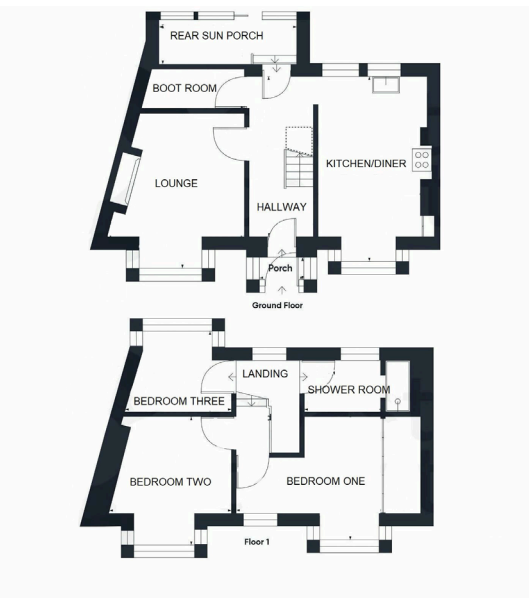 REAR SUN PORCH
BOOT ROOM
LOUNGE
KITCHEN/DINER
HALLWAY
Porch
Ground Floor
LANDING
BEDROOM THREE
SHOWER ROOM
BEDROOM TWO
BEDROOM ONE
Floor 1